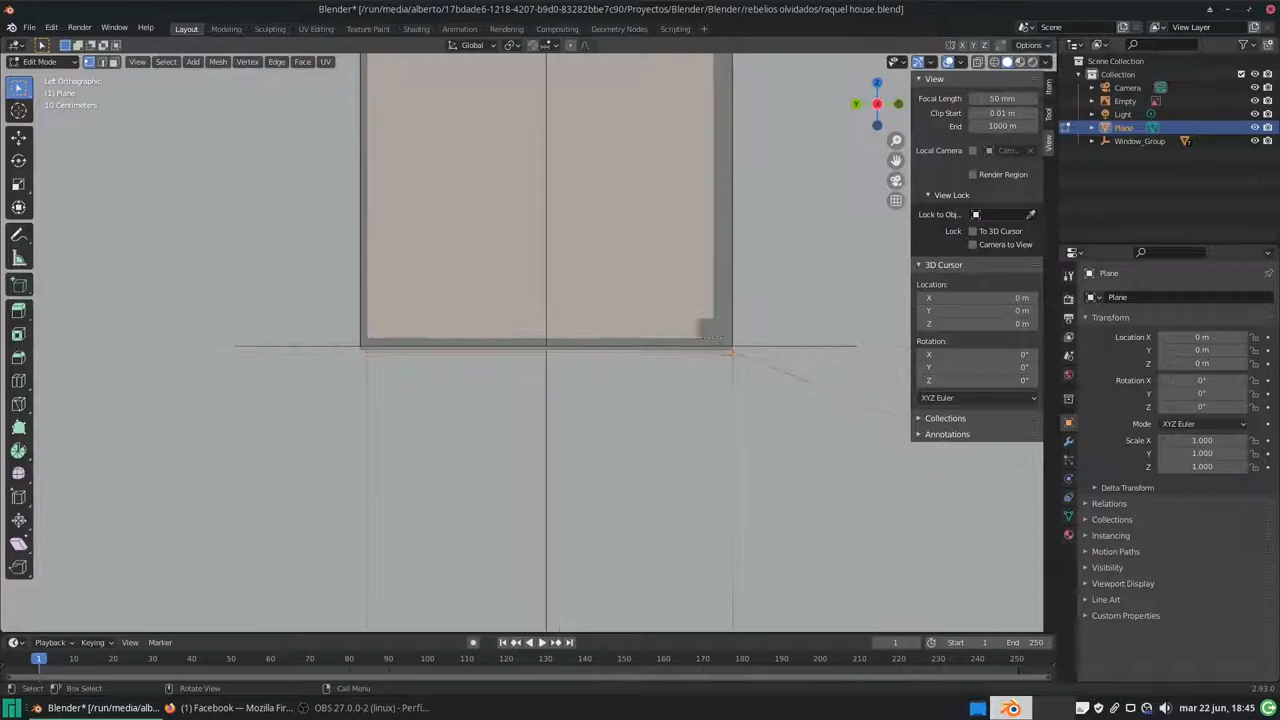 Blender* [/run/media/alberto/17bdade6-1218-4207-b9d0-83282bbe7c90/Proyectos/Blender/Blender/rebelios olvidados/raquel house.blend]
File Edit Render Window Help
Layout Modeling Sculpting UV Editing Texture Paint Shading Animation Rendering Compositing Geometry Nodes Scripting
Scene
View Layer
Global
X Y Z
Options
Edit Mode
View Select Add Mesh Vertex Edge Face UV
Left Orthographic
(1) Plane
10 Centimeters
Z
Y
X
View
Focal Length 50 mm
Clip Start 0.01 m
End 1000 m
Local Camera Cam...
Render Region
View Lock
Lock to Obj...
Lock To 3D Cursor
Camera to View
3D Cursor
Location:
X 0 m
Y 0 m
Z 0 m
Rotation:
X 0°
Y 0°
Z 0°
XYZ Euler
Collections
Annotations
Item
Tool
View
Scene Collection
Collection
Camera
Empty
Light
Plane
Window_Group
Plane
Plane
Transform
Location X 0 m
Y 0 m
Z 0 m
Rotation X 0°
Y 0°
Z 0°
Mode XYZ Euler
Scale X 1.000
Y 1.000
Z 1.000
Delta Transform
Relations
Collections
Instancing
Motion Paths
Visibility
Viewport Display
Line Art
Custom Properties
Playback Keying View Marker
1
Start 1
End 250
1 10 20 30 40 50 60 70 80 90 100 110 120 130 140 150 160 170 180 190 200 210 220 230 240 250
Select Box Select Rotate View Call Menu
2.93.0
Blender* [/run/media/alb... (1) Facebook — Mozilla Fir... OBS 27.0.0-2 (linux) - Perfi...
mar 22 jun, 18:45